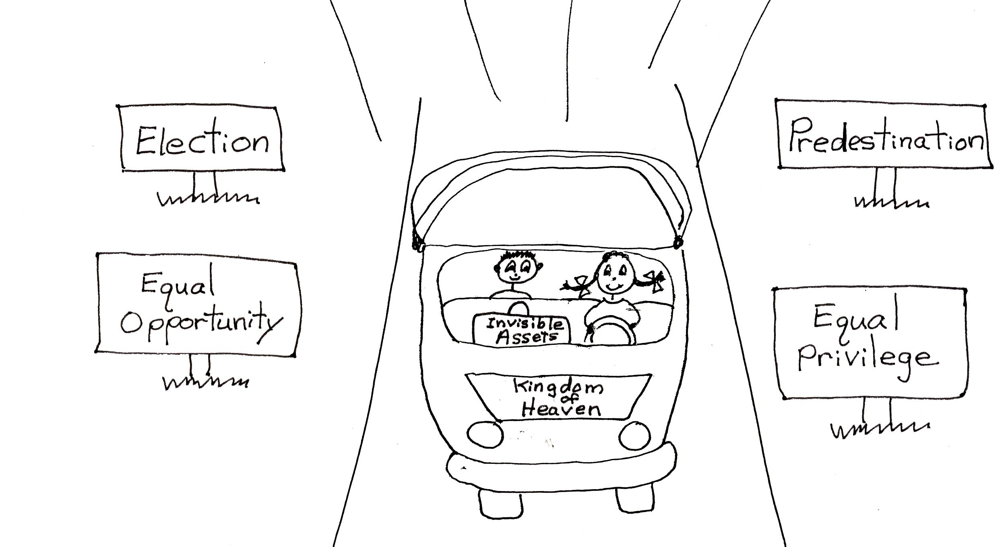 Election
Predestination
Equal
Opportunity
Equal
Privilege
Invisible
Assets
Kingdom
of
Heaven